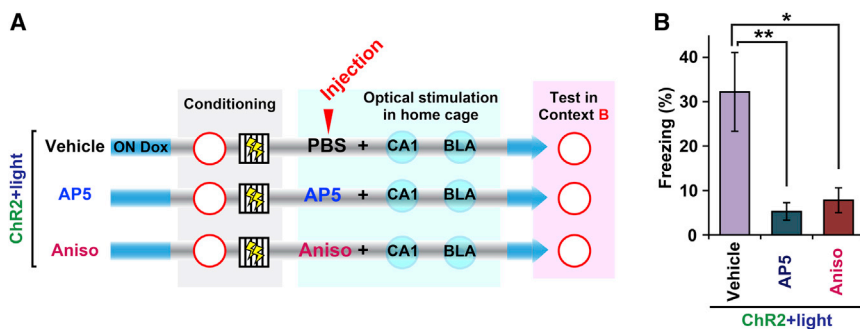 A
Injection
Conditioning
Optical stimulation
in home cage
Test in
Context B
ChR2+light
Vehicle
ON Dox
PBS +
CA1
BLA
AP5
AP5 +
CA1
BLA
Aniso
Aniso +
CA1
BLA
B
*
**
Freezing (%)
40
30
20
10
0
Vehicle
AP5
Aniso
ChR2+light